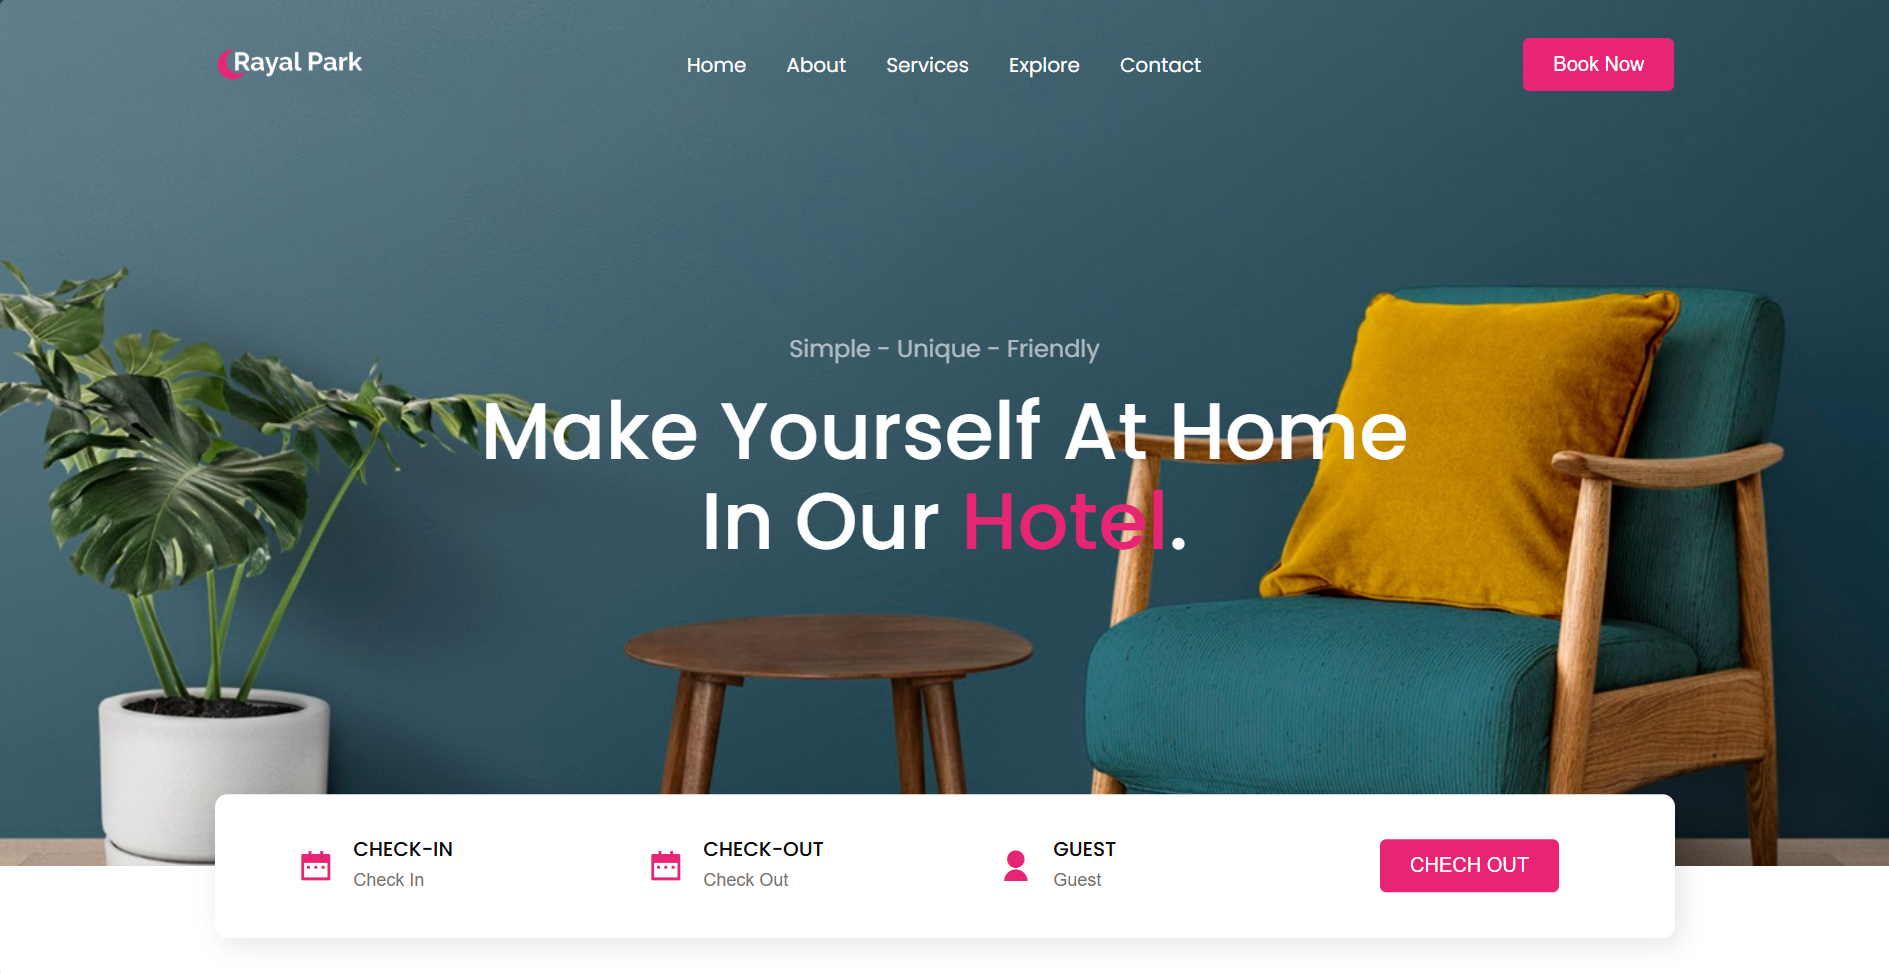 Rayal Park
Home About Services Explore Contact
Book Now
Simple - Unique - Friendly
Make Yourself At Home
In Our Hotel.
CHECK-IN
Check In
CHECK-OUT
Check Out
GUEST
Guest
CHECH OUT